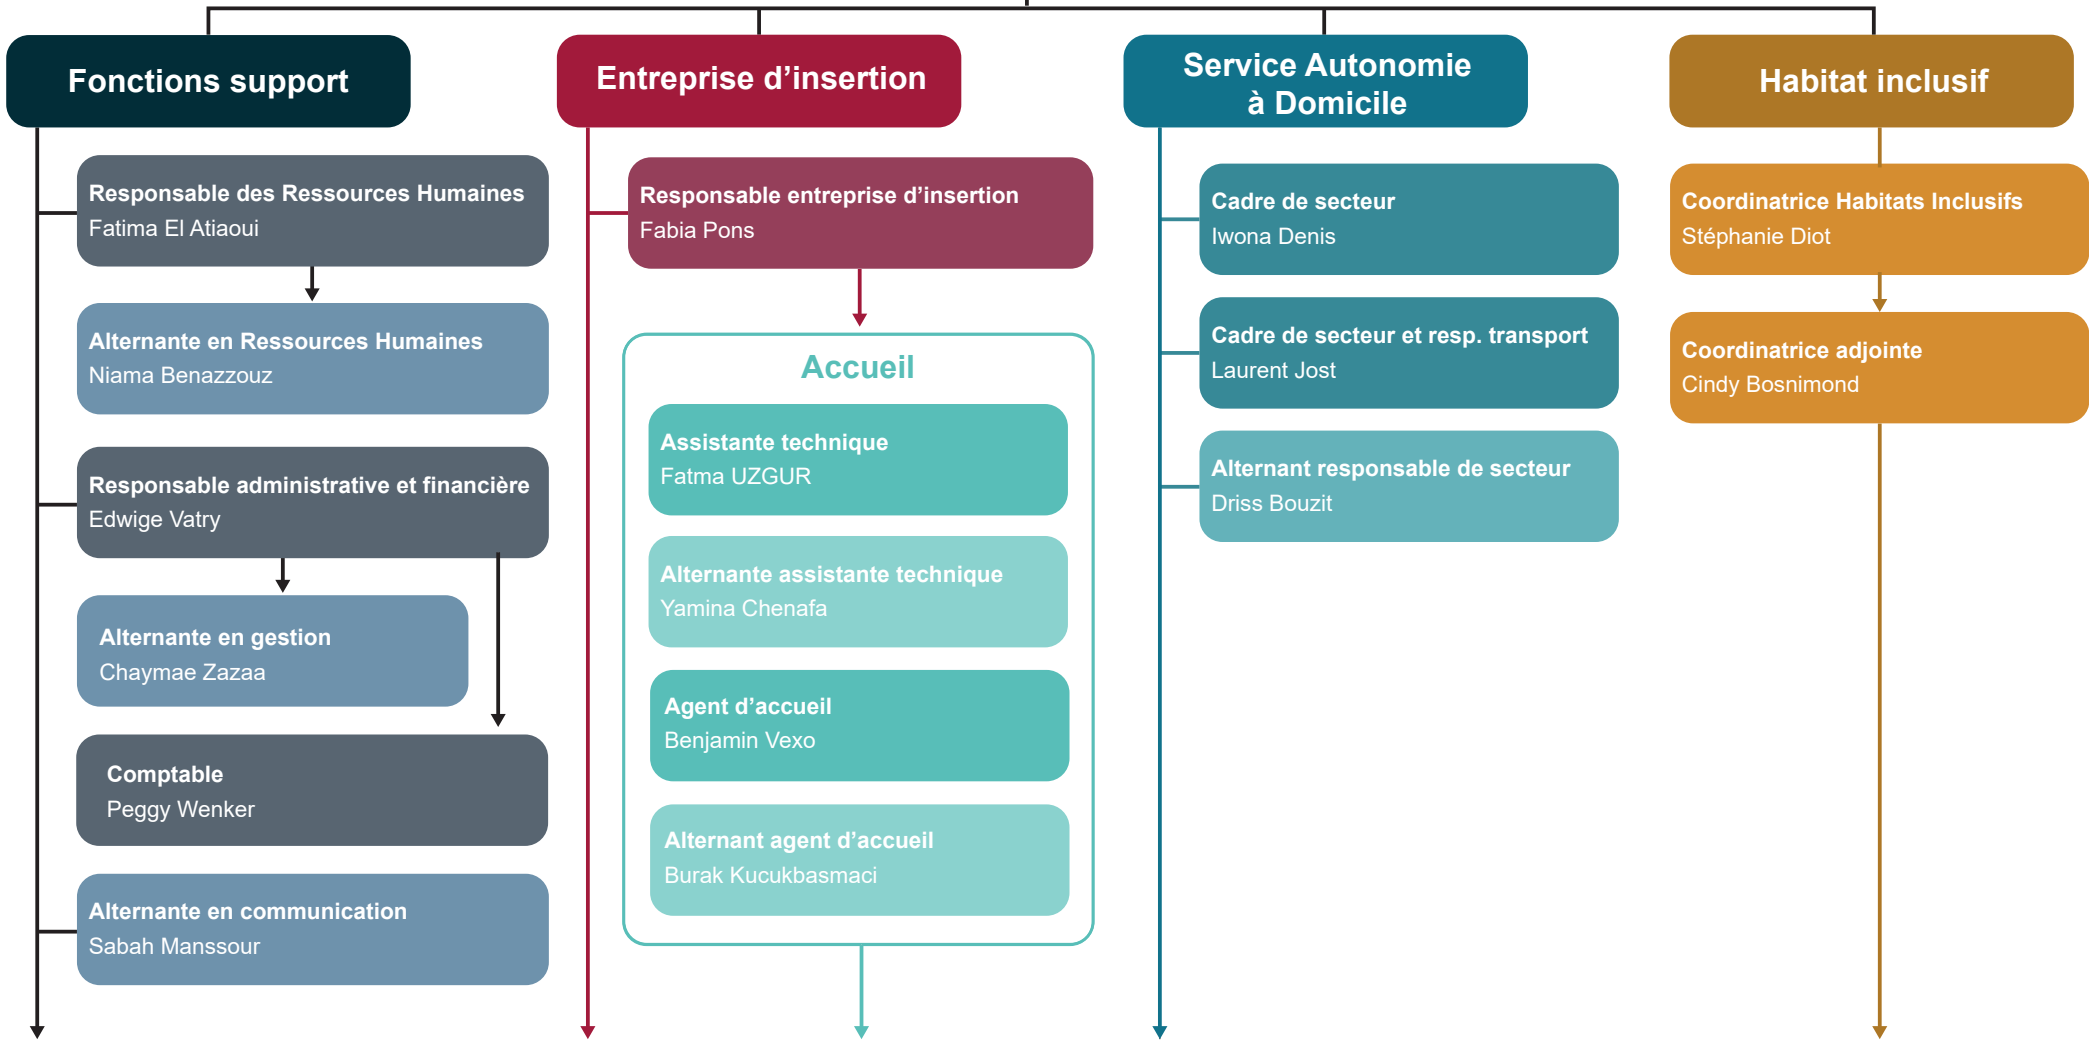 Fonctions support
Responsable des Ressources Humaines
Fatima El Atiaoui
Alternante en Ressources Humaines
Niama Benazzouz
Responsable administrative et financière
Edwige Vatry
Alternante en gestion
Chaymae Zazaa
Comptable
Peggy Wenker
Alternante en communication
Sabah Manssour
Entreprise d’insertion
Responsable entreprise d’insertion
Fabia Pons
Accueil
Assistante technique
Fatma UZGUR
Alternante assistante technique
Yamina Chenafa
Agent d’accueil
Benjamin Vexo
Alternant agent d’accueil
Burak Kucukbasmaci
Service Autonomie
à Domicile
Cadre de secteur
Iwona Denis
Cadre de secteur et resp. transport
Laurent Jost
Alternant responsable de secteur
Driss Bouzit
Habitat inclusif
Coordinatrice Habitats Inclusifs
Stéphanie Diot
Coordinatrice adjointe
Cindy Bosnimond